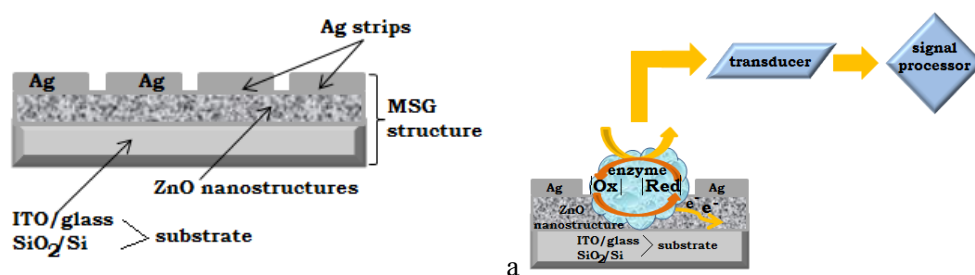 Ag strips
Ag
Ag
MSG
structure
ZnO nanostructures
ITO/glass
SiO2/Si
substrate
a
transducer
signal
processor
enzyme
Ox
Red
Ag
Ag
e- e-
ZnO
nanostructure
ITO/glass
SiO2/Si
substrate